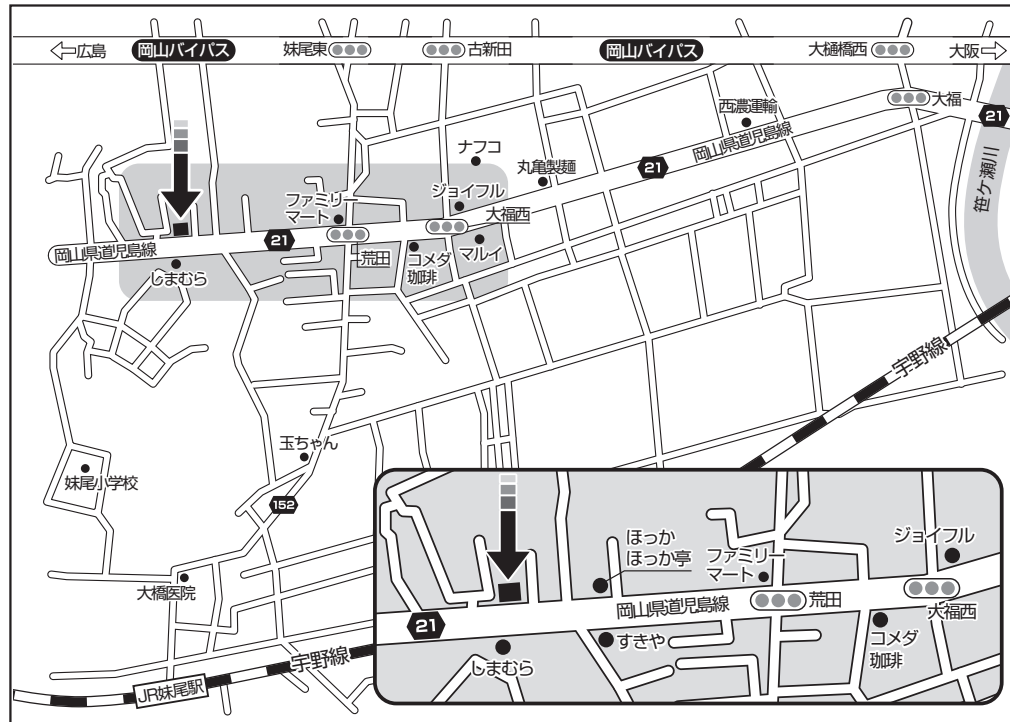 広島
岡山バイパス
妹尾東
古新田
岡山バイパス
大樋橋西
大阪
大福
21
西濃運輸
岡山県道児島線
21
笹ケ瀬川
ナフコ
丸亀製麺
ファミリー
マート
ジョイフル
大福西
岡山県道児島線
21
荒田
コメダ
珈琲
マルイ
しまむら
宇野線
玉ちゃん
妹尾小学校
152
大橋医院
宇野線
JR妹尾駅
ほっか
ほっか亭
ファミリー
マート
ジョイフル
岡山県道児島線
荒田
大福西
21
すきや
コメダ
珈琲
しまむら